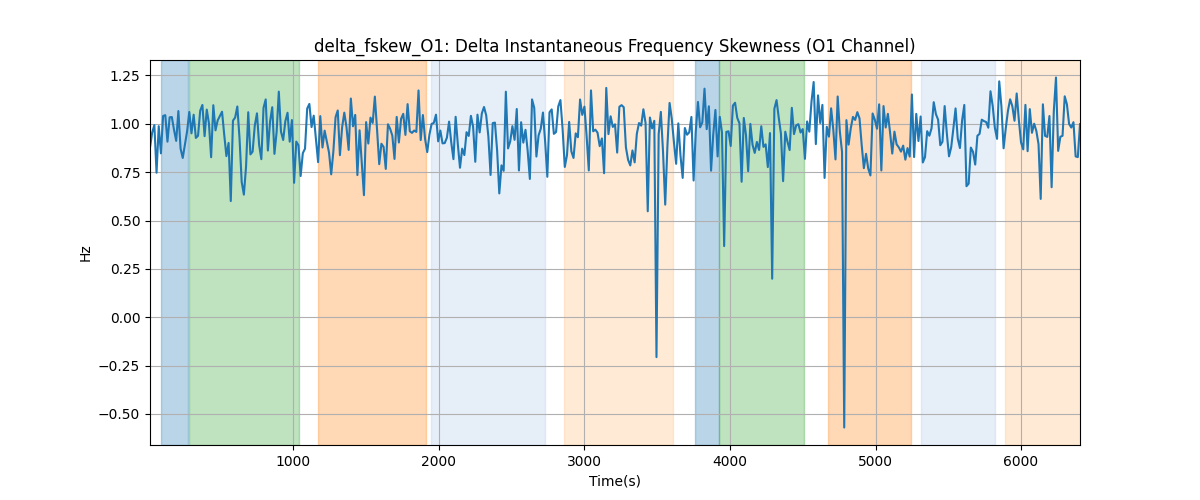 delta_fskew_O1: Delta Instantaneous Frequency Skewness (O1 Channel)
1.25
1.00
0.75
0.50
0.25
0.00
−0.25
−0.50
Hz
1000 2000 3000 4000 5000 6000
Time(s)